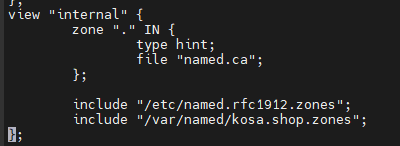 };
view "internal" {
        zone "." IN {
                type hint;
                file "named.ca";
        };

        include "/etc/named.rfc1912.zones";
        include "/var/named/kosa.shop.zones";
};